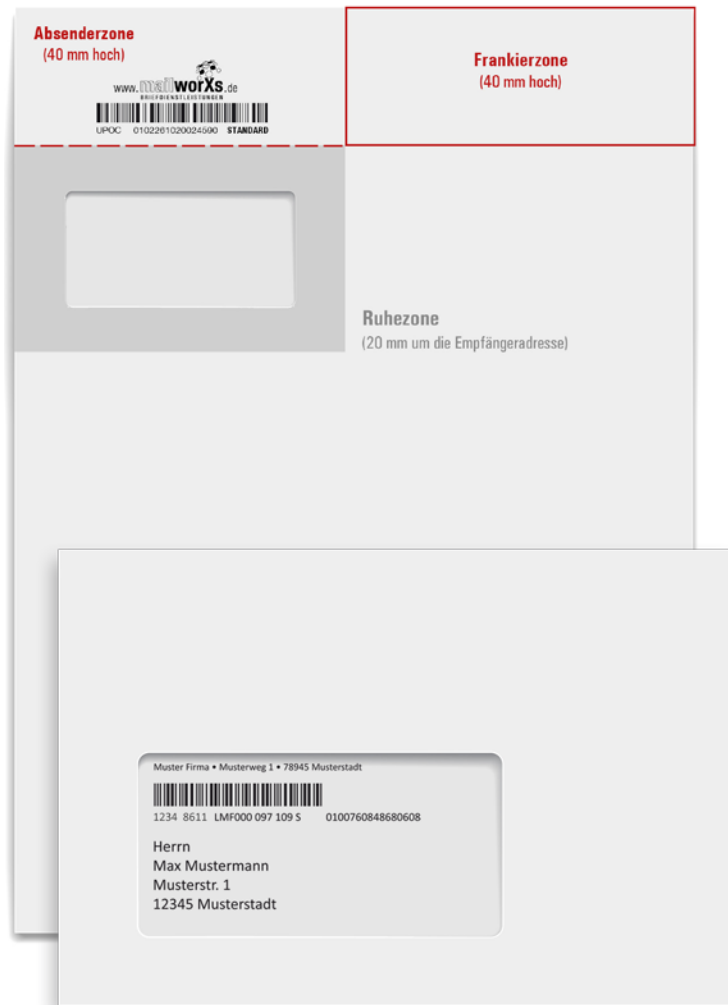 Absenderzone
(40 mm hoch)
Frankierzone
(40 mm hoch)
www.mailworXs.de
BRIEFDIENSTLEISTUNGEN
UPOC 0102261020024590 STANDARD
Ruhezone
(20 mm um die Empfängeradresse)
Muster Firma • Musterweg 1 • 78945 Musterstadt
1234 8611 LMF000 097 109 S 0100760848680608
Herrn
Max Mustermann
Musterstr. 1
12345 Musterstadt